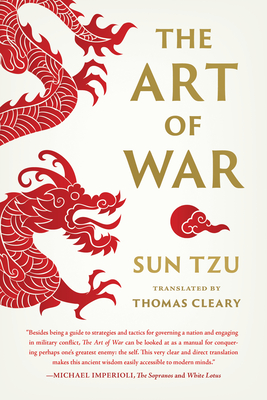 THE
ART
OF
WAR
SUN TZU
TRANSLATED BY
THOMAS CLEARY
"Besides being a guide to strategies and tactics for governing a nation and engaging
in military conflict, The Art of War can be looked at as a manual for conquer-
ing perhaps one's greatest enemy: the self. This very clear and direct translation
makes this ancient wisdom easily accessible to modern minds."
—MICHAEL IMPERIOLI, The Sopranos and White Lotus